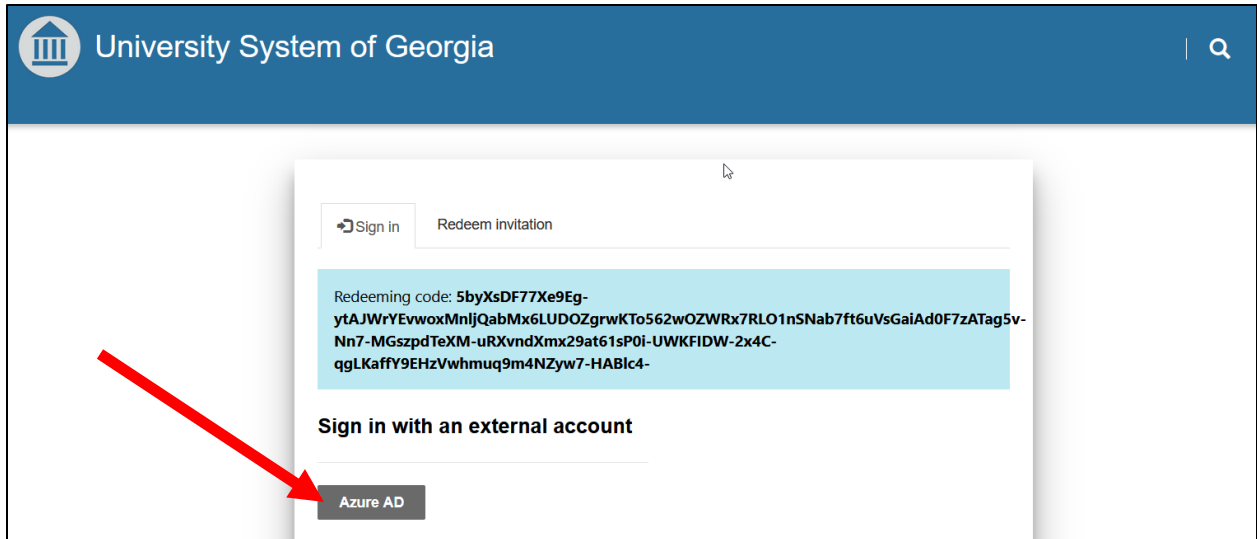 University System of Georgia
Sign in
Redeem invitation
Redeeming code: 5byXsDF77Xe9Eg-
ytAJWrYEvwoxMnljQabMx6LUDOZgrwKTo562wOZWRx7RLO1nSNab7ft6uVsGaiAd0F7zATag5v-
Nn7-MGszpdTeXM-uRXvndXmx29at61sP0i-UWKFIDW-2x4C-
qgLKaffY9EHzVwhmuq9m4NZyw7-HABlc4-
Sign in with an external account
Azure AD